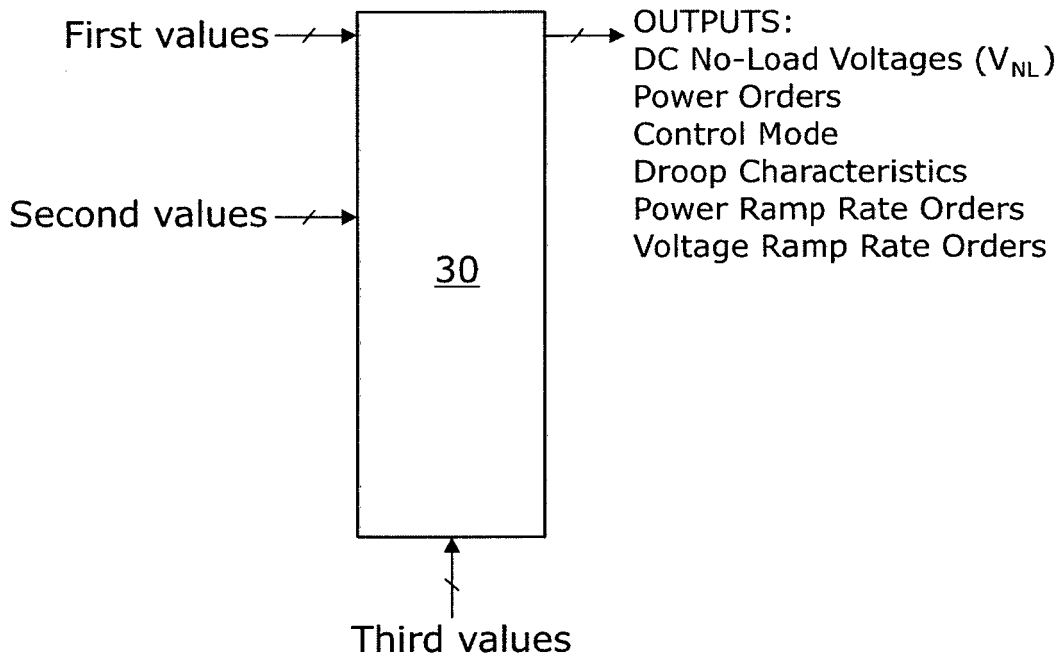 First values
OUTPUTS:
DC No-Load Voltages (V_NL)
Power Orders
Control Mode
Droop Characteristics
Second values
Power Ramp Rate Orders
Voltage Ramp Rate Orders
30
Third values